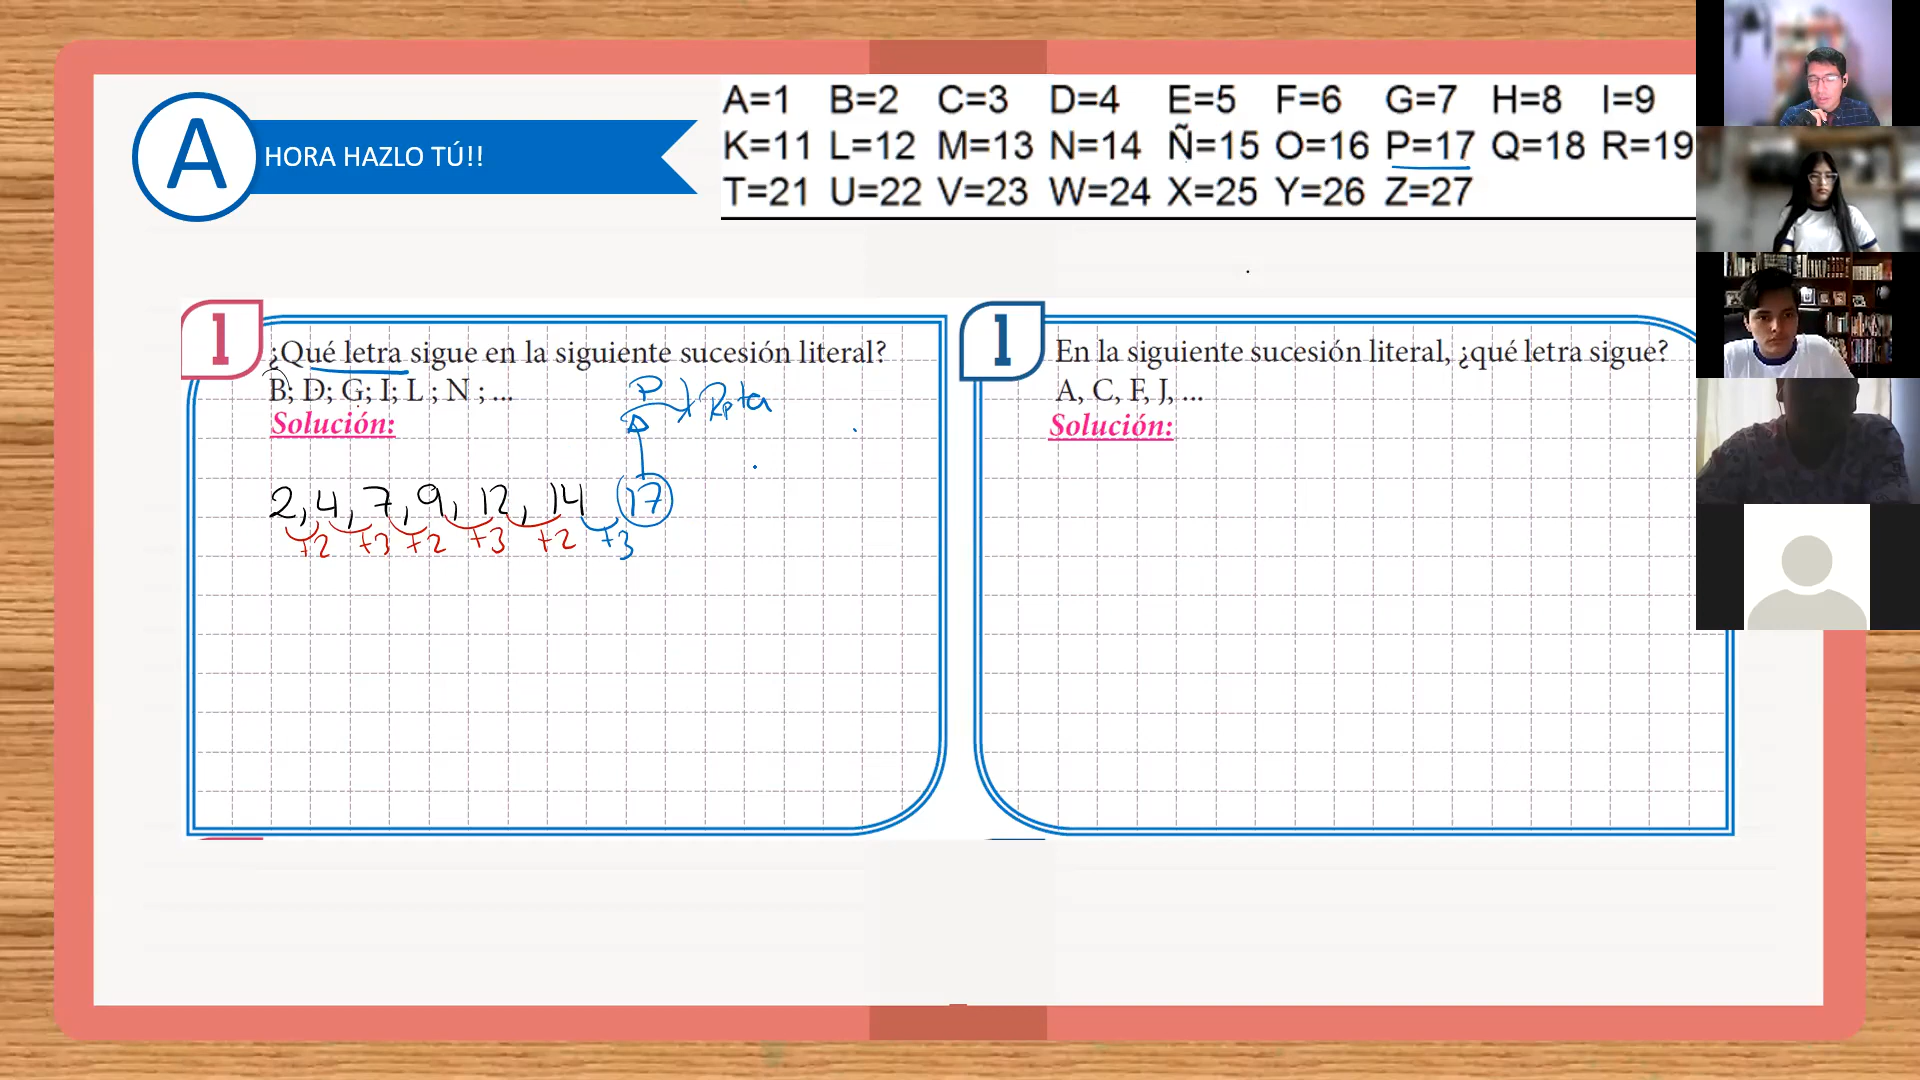 A HORA HAZLO TÚ!!
A=1 B=2 C=3 D=4 E=5 F=6 G=7 H=8 I=9
K=11 L=12 M=13 N=14 Ñ=15 O=16 P=17 Q=18 R=19
T=21 U=22 V=23 W=24 X=25 Y=26 Z=27
1
¿Qué letra sigue en la siguiente sucesión literal?
B; D; G; I; L ; N ; ...
P Rpta
Solución:
2, 4, 7, 9, 12, 14 17
+2 +3 +2 +3 +2 +3
1
En la siguiente sucesión literal, ¿qué letra sigue?
A, C, F, J, ...
Solución: